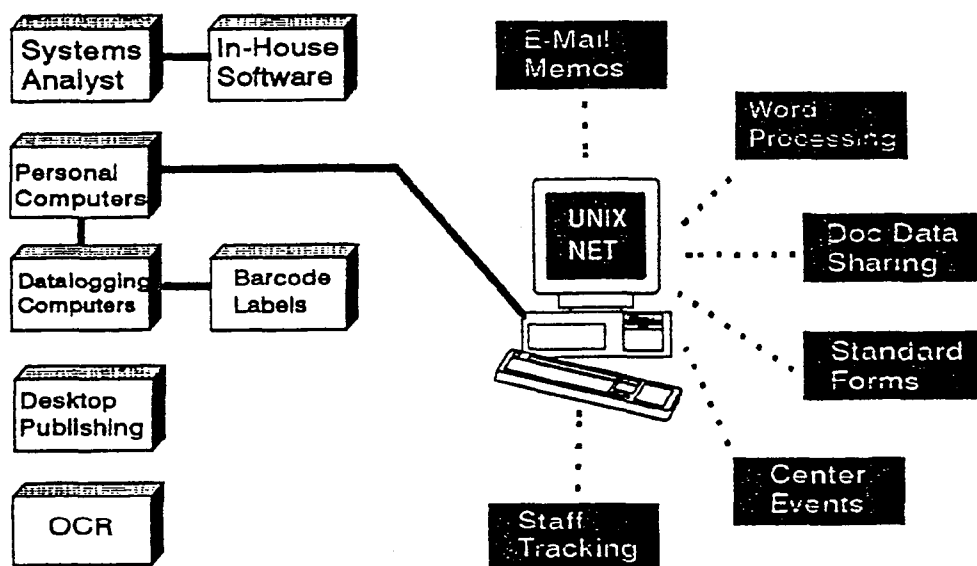 Systems
Analyst
In-House
Software
E-Mail
Memos
Word
Processing
Personal
Computers
UNIX
NET
Doc Data
Sharing
Datalogging
Computers
Barcode
Labels
Standard
Forms
Desktop
Publishing
Center
Events
OCR
Staff
Tracking